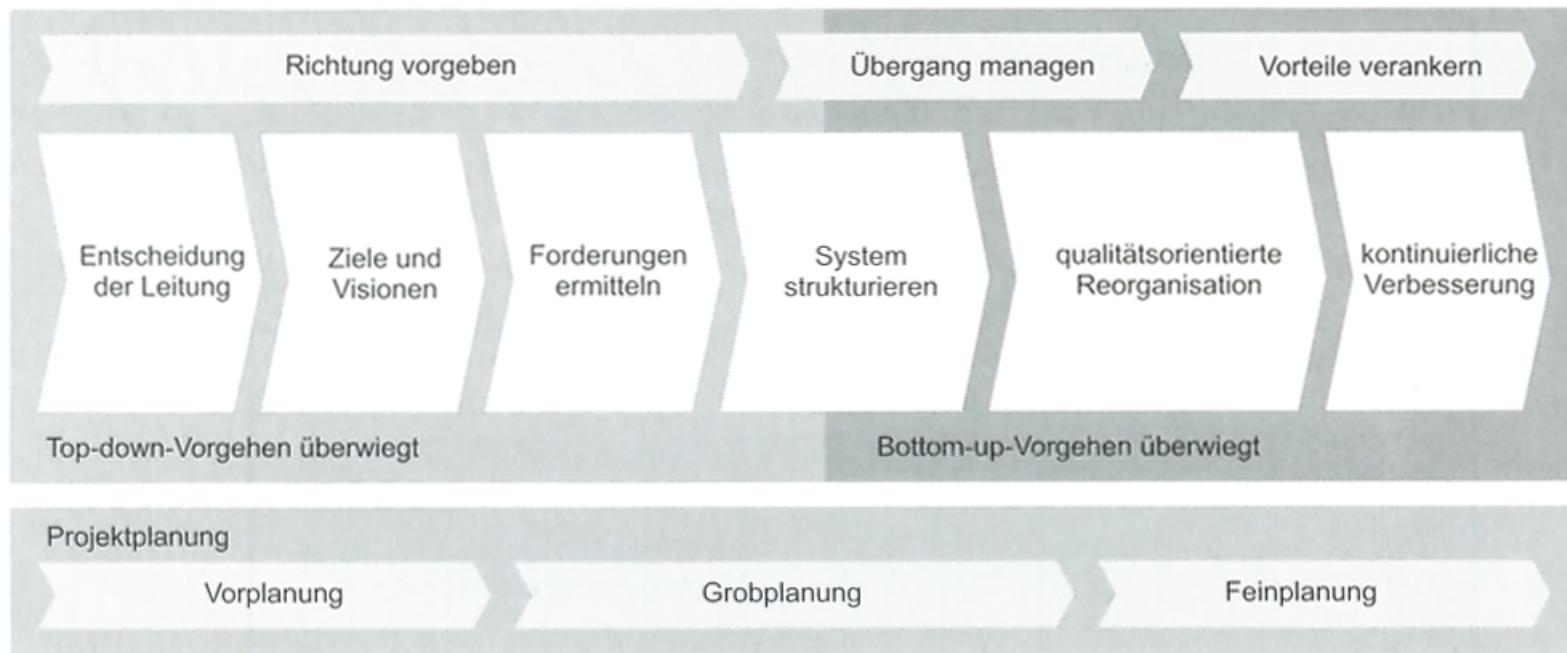 Richtung vorgeben
Übergang managen
Vorteile verankern
Entscheidung
der Leitung
Ziele und
Visionen
Forderungen
ermitteln
System
strukturieren
qualitätsorientierte
Reorganisation
kontinuierliche
Verbesserung
Top-down-Vorgehen überwiegt
Bottom-up-Vorgehen überwiegt
Projektplanung
Vorplanung
Grobplanung
Feinplanung